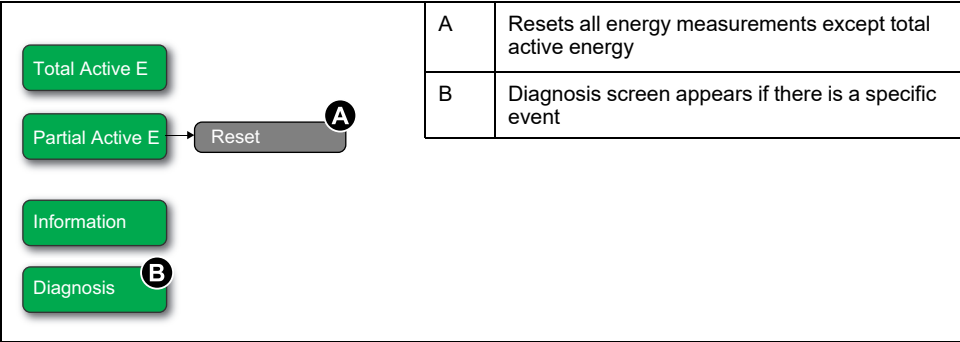 Total Active E
Partial Active E
Reset
A
Information
Diagnosis
B
A
Resets all energy measurements except total
active energy
B
Diagnosis screen appears if there is a specific
event